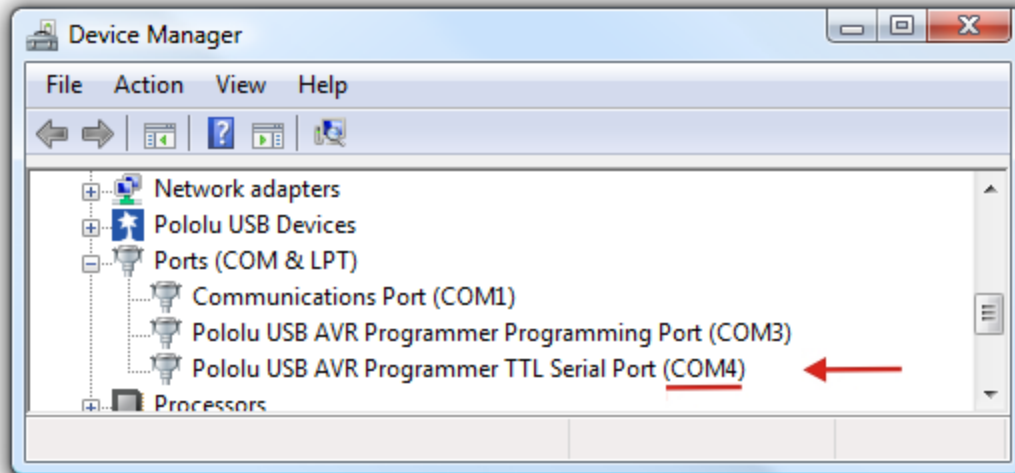 Device Manager
File Action View Help
Network adapters
Pololu USB Devices
Ports (COM & LPT)
Communications Port (COM1)
Pololu USB AVR Programmer Programming Port (COM3)
Pololu USB AVR Programmer TTL Serial Port (COM4)
Processors